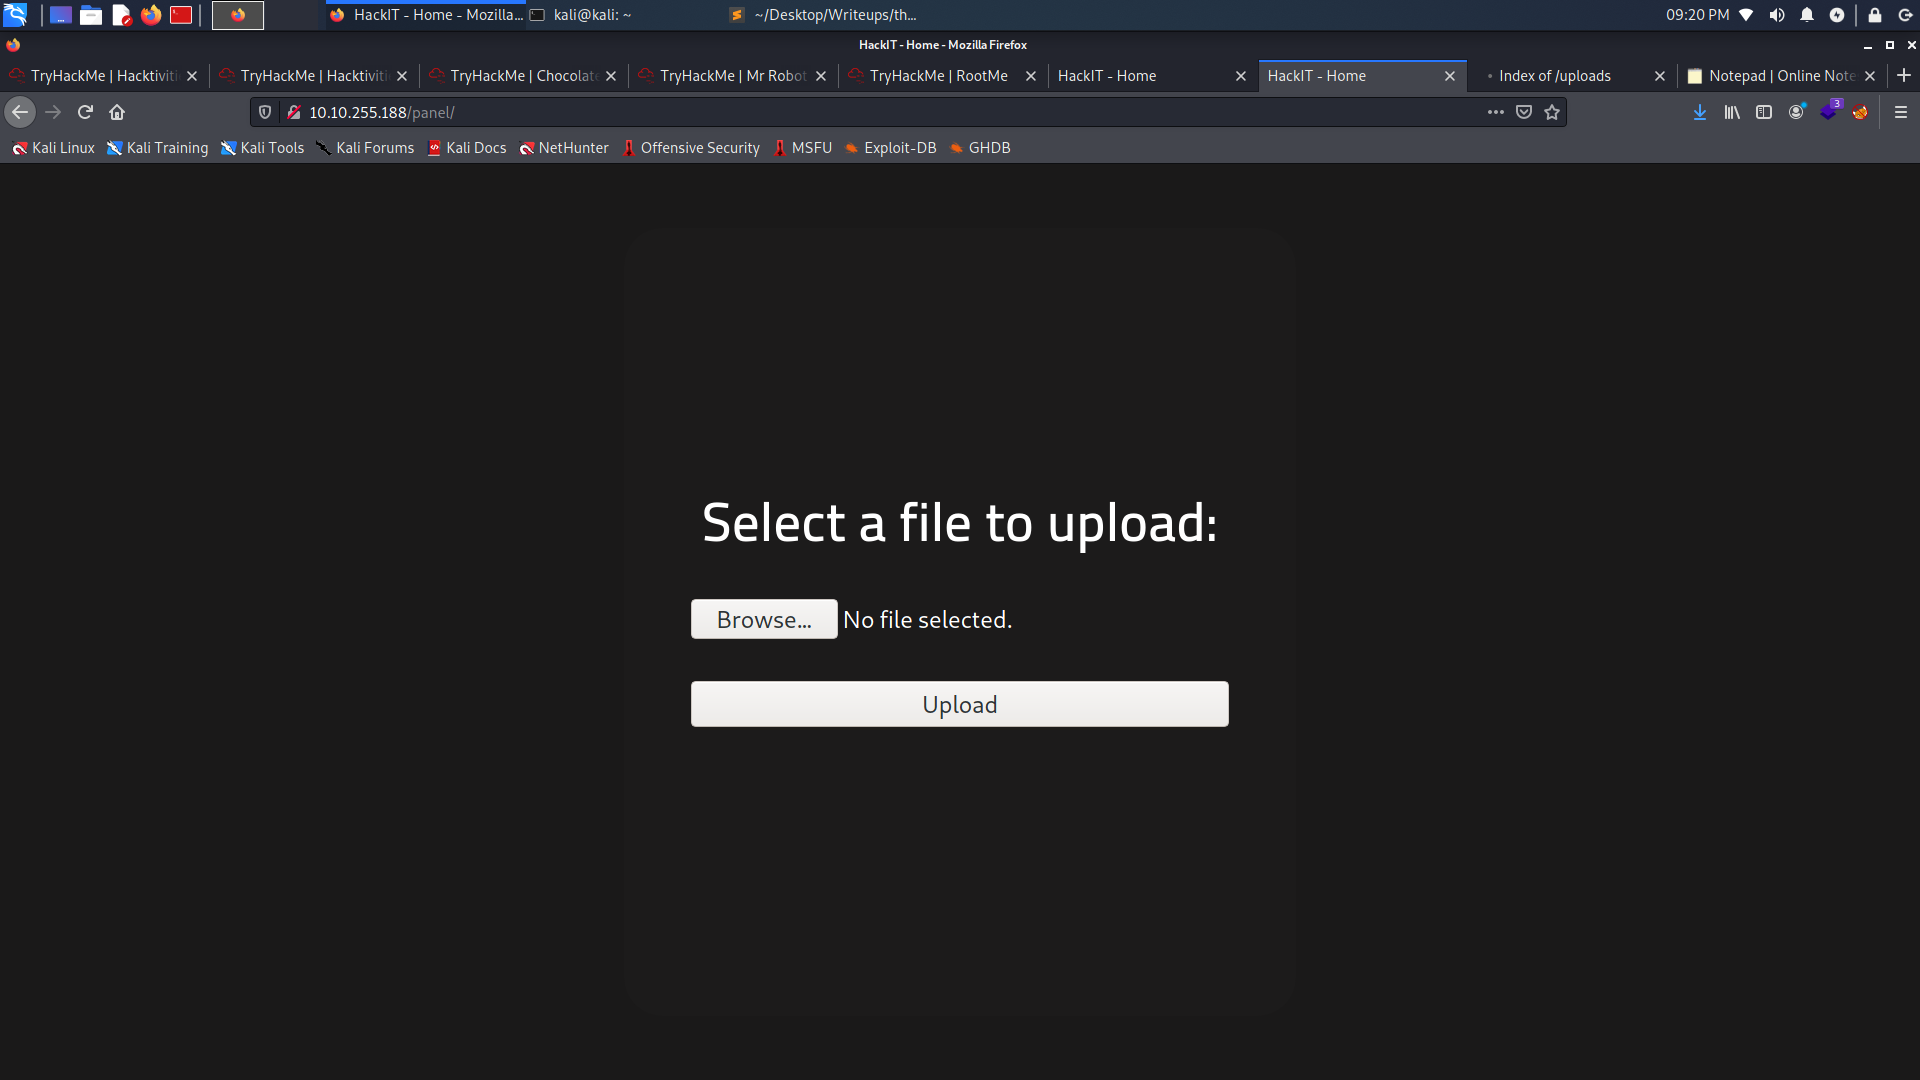 HackIT - Home - Mozilla...
kali@kali: ~
~/Desktop/Writeups/th...
09:20 PM
HackIT - Home - Mozilla Firefox
TryHackMe | Hacktiviti
TryHackMe | Hacktiviti
TryHackMe | Chocolate
TryHackMe | Mr Robot
TryHackMe | RootMe
HackIT - Home
HackIT - Home
Index of /uploads
Notepad | Online Note
10.10.255.188/panel/
3
Kali Linux
Kali Training
Kali Tools
Kali Forums
Kali Docs
NetHunter
Offensive Security
MSFU
Exploit-DB
GHDB
Select a file to upload:
Browse... No file selected.
Upload